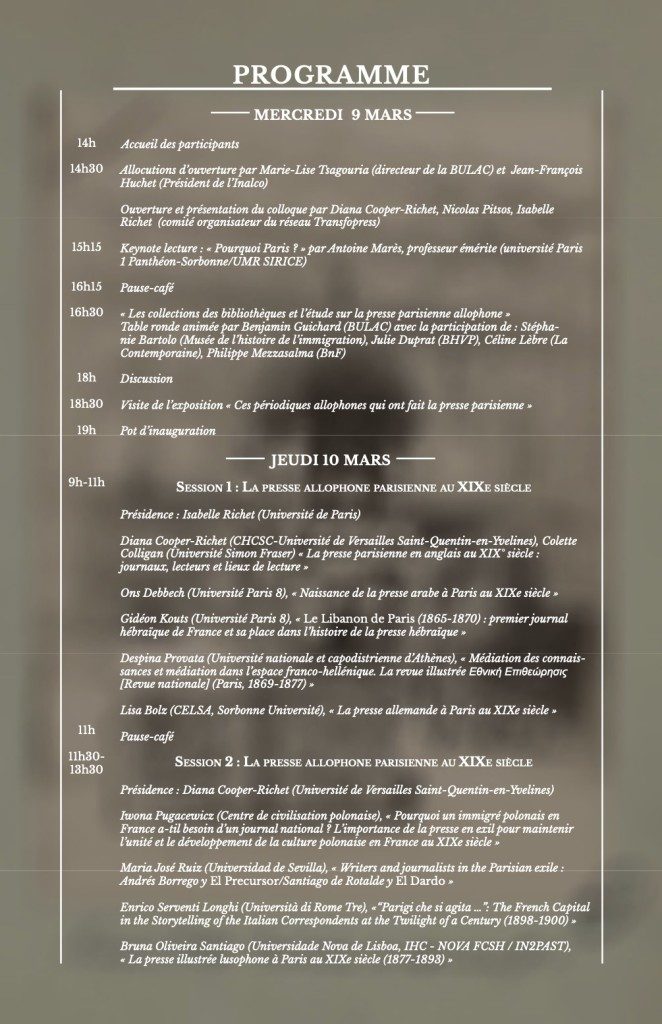 PROGRAMME
MERCREDI 9 MARS
14h Accueil des participants
14h30 Allocutions d'ouverture par Marie-Lise Tsagouria (directeur de la BULAC) et Jean-François
Huchet (Président de l'Inalco)
Ouverture et présentation du colloque par Diana Cooper-Richet, Nicolas Pitsos, Isabelle
Richet (comité organisateur du réseau Transfopress)
15h15 Keynote lecture : « Pourquoi Paris ? » par Antoine Marès, professeur émérite (université Paris
1 Panthéon-Sorbonne/UMR SIRICE)
16h15 Pause-café
16h30 « Les collections des bibliothèques et l'étude sur la presse parisienne allophone »
Table ronde animée par Benjamin Guichard (BULAC) avec la participation de : Stépha-
nie Bartolo (Musée de l'histoire de l'immigration), Julie Duprat (BHVP), Céline Lèbre (La
Contemporaine), Philippe Mezzasalma (BnF)
18h Discussion
18h30 Visite de l'exposition « Ces périodiques allophones qui ont fait la presse parisienne »
19h Pot d'inauguration
JEUDI 10 MARS
9h-11h SESSION 1 : LA PRESSE ALLOPHONE PARISIENNE AU XIXE SIÈCLE
Présidence : Isabelle Richet (Université de Paris)
Diana Cooper-Richet (CHCSC-Université de Versailles Saint-Quentin-en-Yvelines), Colette
Colligan (Université Simon Fraser) « La presse parisienne en anglais au XIX° siècle :
journaux, lecteurs et lieux de lecture »
Ons Debbech (Université Paris 8), « Naissance de la presse arabe à Paris au XIXe siècle »
Gidéon Kouts (Université Paris 8), « Le Libanon de Paris (1865-1870) : premier journal
hébraïque de France et sa place dans l'histoire de la presse hébraïque »
Despina Provata (Université nationale et capodistrienne d'Athènes), « Médiation des connais-
sances et médiation dans l'espace franco-hellénique. La revue illustrée Εθνική Επιθεώρησις
[Revue nationale] (Paris, 1869-1877) »
Lisa Bolz (CELSA, Sorbonne Université), « La presse allemande à Paris au XIXe siècle »
11h Pause-café
11h30-
13h30 SESSION 2 : LA PRESSE ALLOPHONE PARISIENNE AU XIXE SIÈCLE
Présidence : Diana Cooper-Richet (Université de Versailles Saint-Quentin-en-Yvelines)
Iwona Pugacewicz (Centre de civilisation polonaise), « Pourquoi un immigré polonais en
France a-til besoin d'un journal national ? L'importance de la presse en exil pour maintenir
l'unité et le développement de la culture polonaise en France au XIXe siècle »
Maria José Ruiz (Universidad de Sevilla), « Writers and journalists in the Parisian exile :
Andrés Borrego y El Precursor/Santiago de Rotalde y El Dardo »
Enrico Serventi Longhi (Università di Rome Tre), «"Parigi che si agita ...": The French Capital
in the Storytelling of the Italian Correspondents at the Twilight of a Century (1898-1900) »
Bruna Oliveira Santiago (Universidade Nova de Lisboa, IHC - NOVA FCSH / IN2PAST),
« La presse illustrée lusophone à Paris au XIXe siècle (1877-1893) »